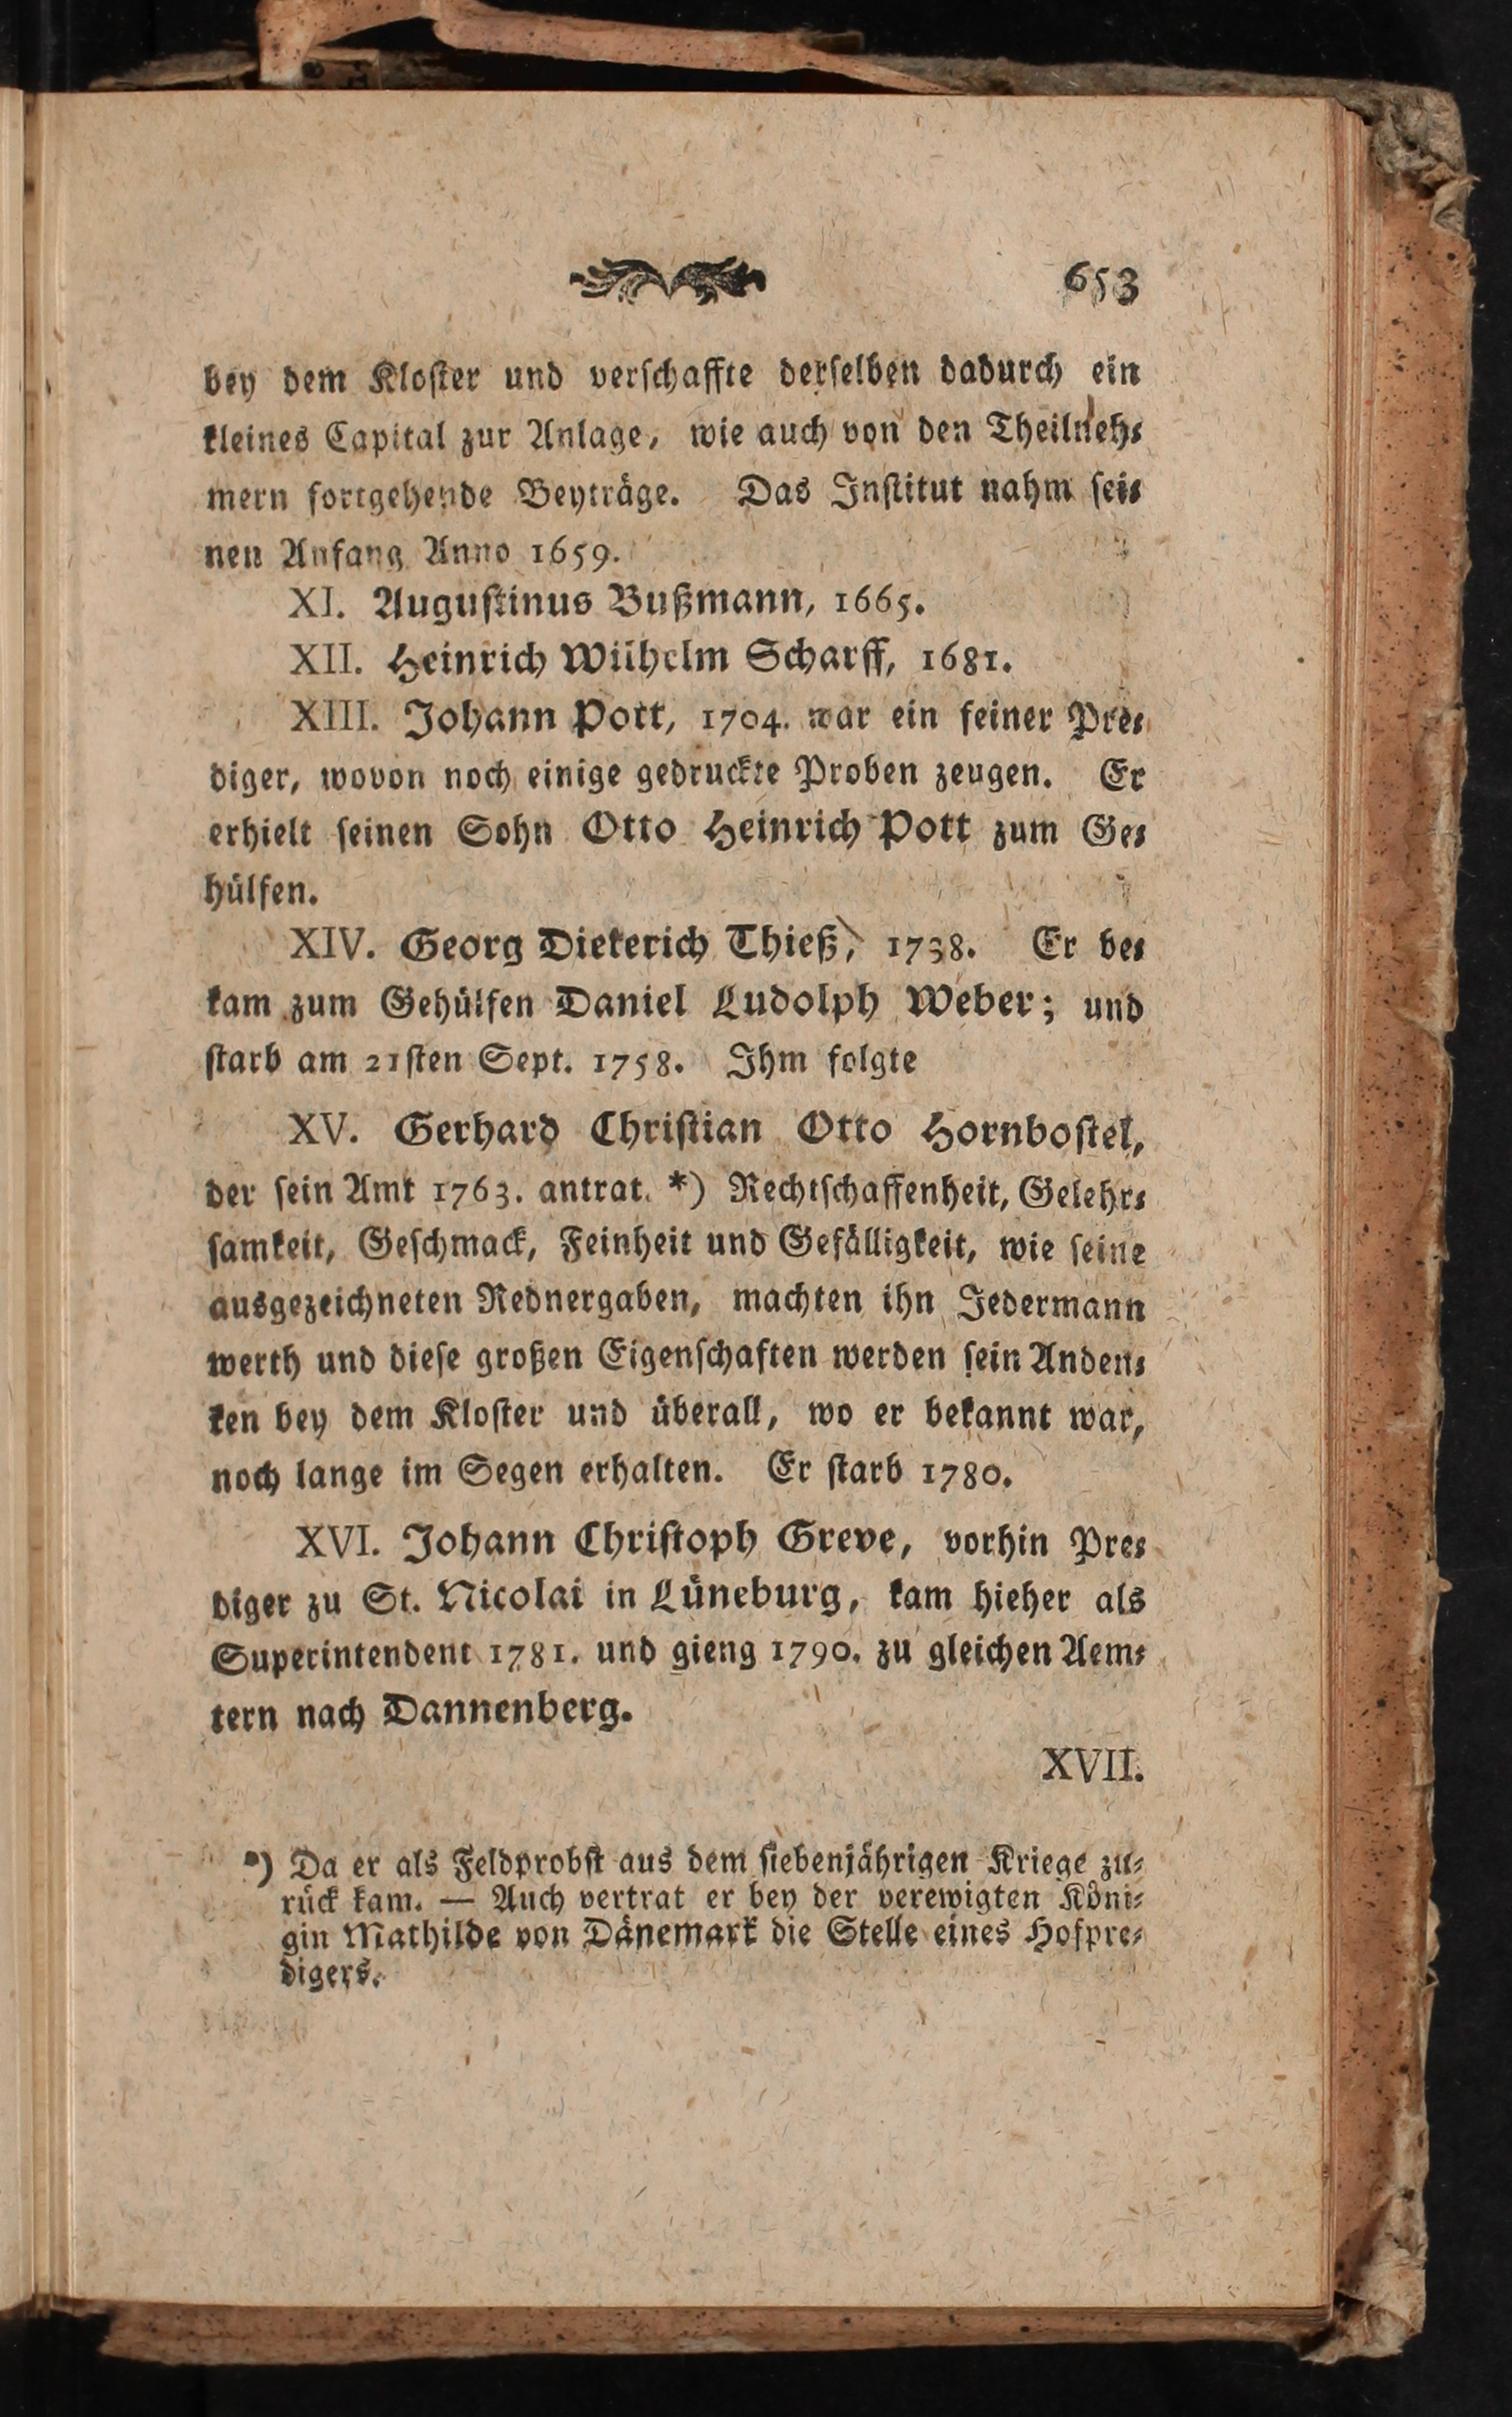 653
bey dem Kloſter und verſchaffte derſelben dadurch ein
kleines Capital zur Anlage, wie auch von den Theilneh⸗
mern fortgehende Beyträge. Das Inſtitut nahm ſei⸗
nen Anfang Anno 1659.
XI. Auguſtinus Bußmann, 1665.
XII. Heinrich Wilhelm Scharff, 1681.
XIII. Johann Pott, 1704. war ein feiner Pre⸗
diger, wovon noch einige gedruckte Proben zeugen. Er
erhielt ſeinen Sohn Otto Heinrich Pott zum Ge⸗
hülfen.
XIV. Georg Dieterich Thieß, 1738. Er be⸗
kam zum Gehülfen Daniel Ludolph Weber; und
ſtarb am 21ſten Sept. 1758. Ihm folgte
XV. Gerhard Chriſtian Otto Hornboſtel,
der ſein Amt 1763. antrat. *) Rechtſchaffenheit, Gelehr⸗
ſamkeit, Geſchmack, Feinheit und Gefälligkeit, wie ſeine
ausgezeichneten Rednergaben, machten ihn Jedermann
werth und dieſe großen Eigenſchaften werden ſein Anden⸗
ken bey dem Kloſter und überall, wo er bekannt war,
noch lange im Segen erhalten. Er ſtarb 1780.
XVI. Johann Chriſtoph Greve, vorhin Pre⸗
diger zu St. Nicolai in Lüneburg, kam hieher als
Superintendent 1781. und gieng 1790. zu gleichen Aem⸗
tern nach Dannenberg.
XVII.
*) Da er als Feldprobſt aus dem ſiebenjährigen Kriege zu⸗
rück kam. — Auch vertrat er bey der verewigten Köni⸗
gin Mathilde von Dänemark die Stelle eines Hofpre⸗
digers.